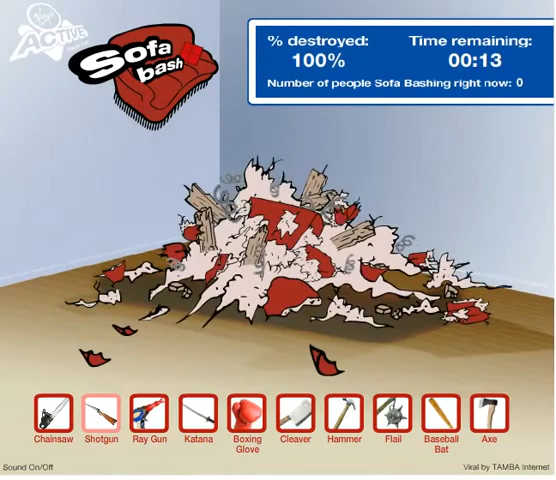 Virgin
ACTIVE
Sofa
bash
% destroyed:
100%
Time remaining:
00:13
Number of people Sofa Bashing right now: 0
Chainsaw
Shotgun
Ray Gun
Katana
Boxing
Glove
Cleaver
Hammer
Flail
Baseball
Bat
Axe
Sound On/Off
Viral by TAMBA Internet